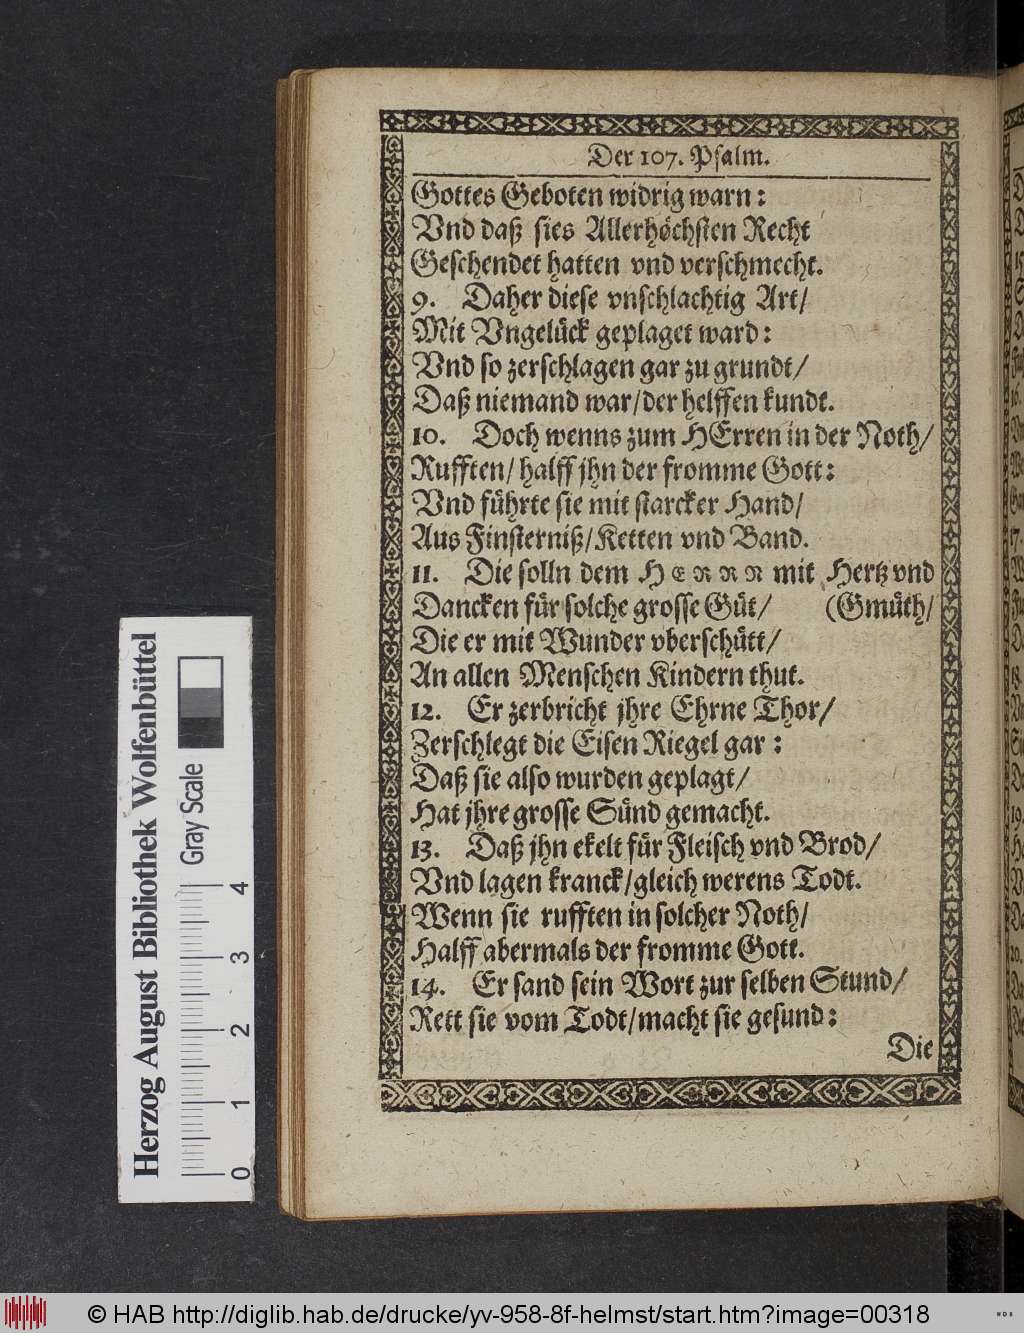 Der 107. Psalm.
Gottes Geboten widrig warn:
Vnd daß sies Allerhöchsten Recht
Geschendet hatten vnd verschmecht.
9. Daher diese vnschlachtig Art/
Mit Vngelück geplaget ward:
Vnd so zerschlagen gar zu grundt/
Daß niemand war/der helffen kundt.
10. Doch wenns zum HErren in der Noth/
Rufften/ halff jhn der fromme Gott:
Vnd führte sie mit starcker Hand/
Aus Finsterniß/Ketten vnd Band.
11. Die solln dem HERRN mit Hertz vnd
Dancken für solche grosse Güt/ (Gmüth/
Die er mit Wunder vberschütt/
An allen Menschen Kindern thut.
12. Er zerbricht jhre Ehrne Thor/
Zerschlegt die Eisen Riegel gar:
Daß sie also wurden geplagt/
Hat jhre grosse Sünd gemacht.
13. Daß jhn ekelt für Fleisch vnd Brod/
Vnd lagen kranck/gleich werens Todt.
Wenn sie rufften in solcher Noth/
Halff abermals der fromme Gott.
14. Er sand sein Wort zur selben Stund/
Rett sie vom Todt/macht sie gesund:
Die
Herzog August Bibliothek Wolfenbüttel
Gray Scale
0 1 2 3 4
© HAB http://diglib.hab.de/drucke/yv-958-8f-helmst/start.htm?image=00318